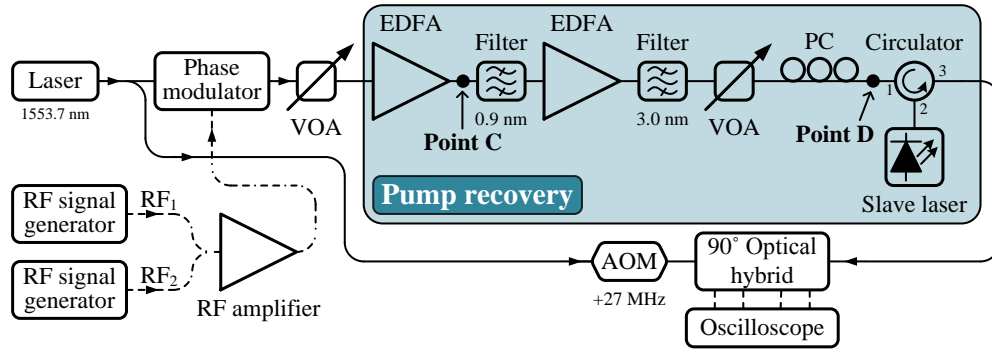 EDFA
EDFA
Filter
Filter
PC
Circulator
Laser
Phase
modulator
1
3
2
1553.7 nm
VOA
Point C
0.9 nm
3.0 nm
VOA
Point D
Pump recovery
Slave laser
RF signal
generator
RF₁
RF signal
generator
RF₂
RF amplifier
AOM
+27 MHz
90° Optical
hybrid
Oscilloscope